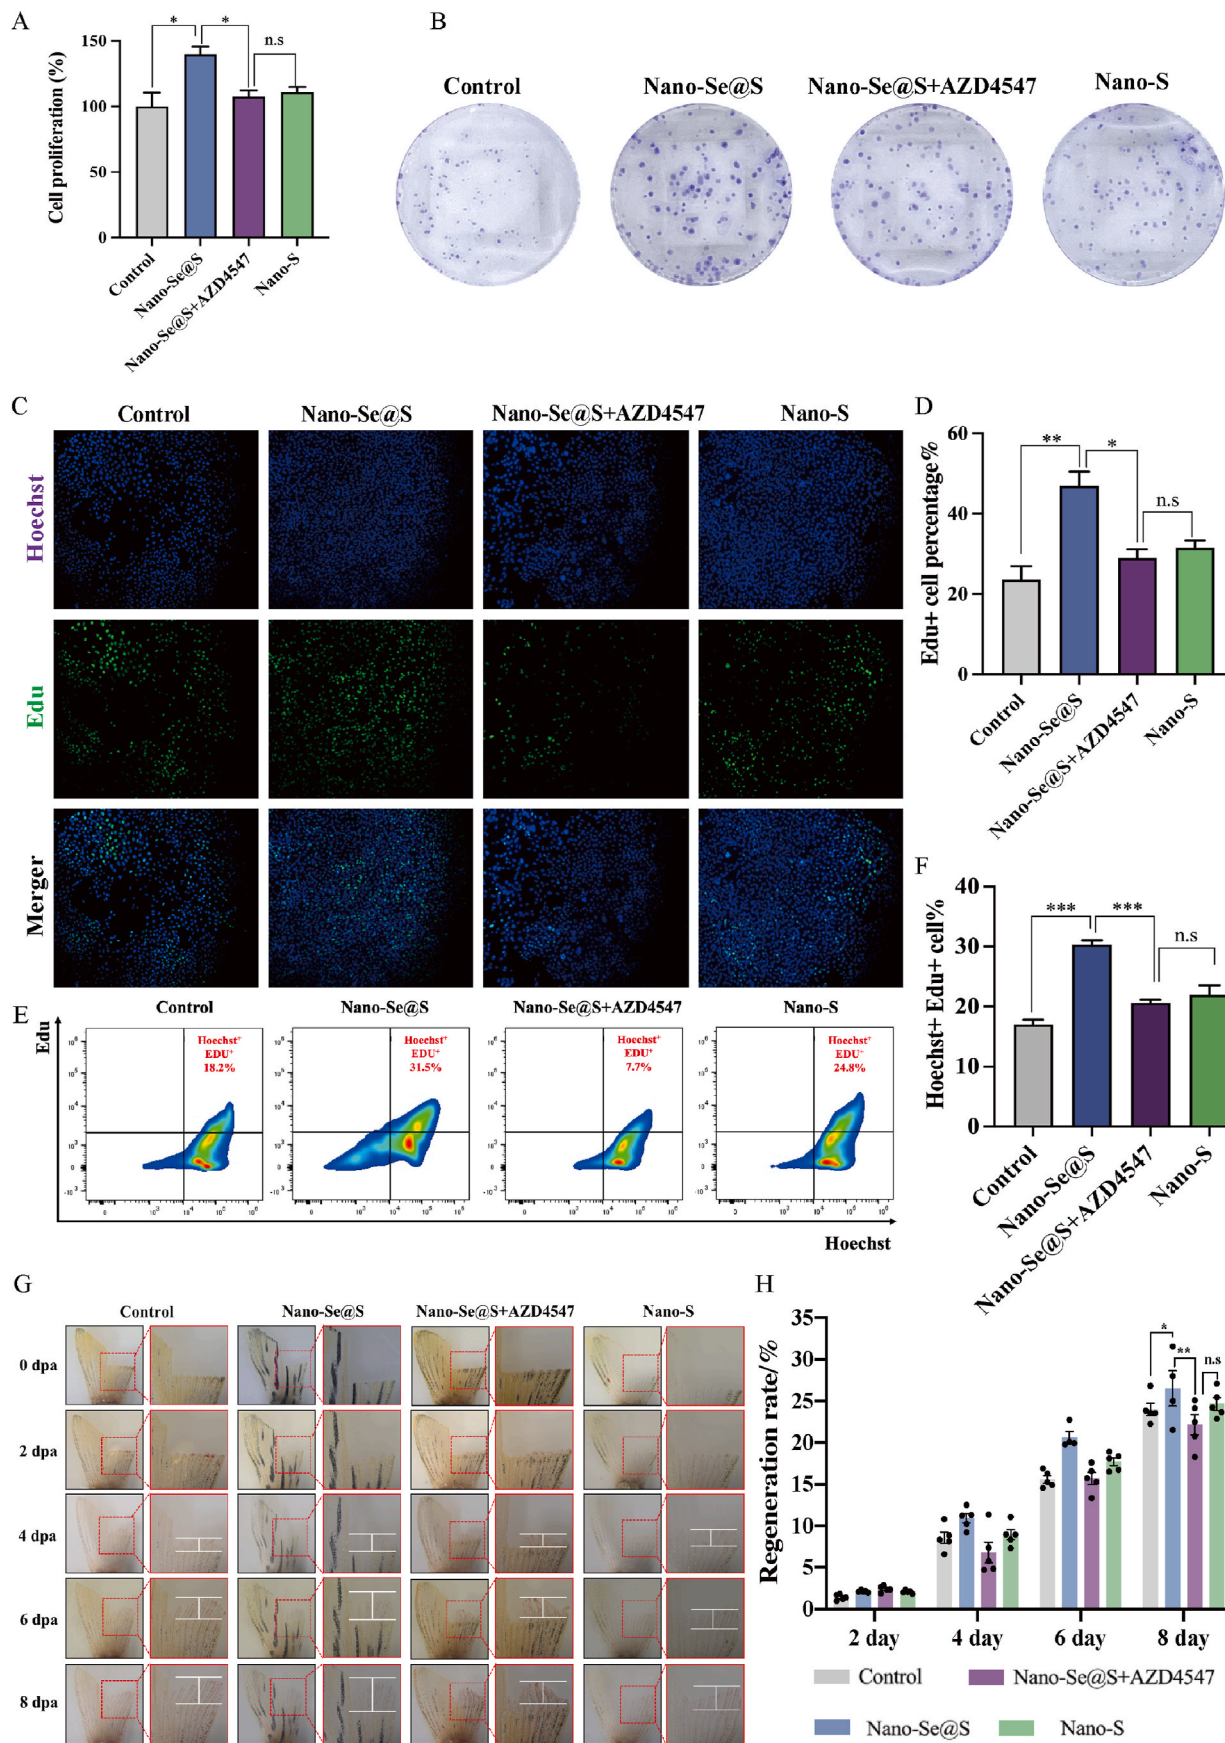 A
Cell proliferation (%)
150
100
50
0
*
*
n.s
Control
Nano-Se@S
Nano-Se@S+AZD4547
Nano-S
B
Control
Nano-Se@S
Nano-Se@S+AZD4547
Nano-S
C
Control
Nano-Se@S
Nano-Se@S+AZD4547
Nano-S
Hoechst
Edu
Merger
D
Edu+ cell percentage%
60
40
20
0
**
*
n.s
Control
Nano-Se@S
Nano-Se@S+AZD4547
Nano-S
E
Edu
Control
Nano-Se@S
Nano-Se@S+AZD4547
Nano-S
Hoechst⁺
EDU⁺
18.2%
Hoechst⁺
EDU⁺
31.5%
Hoechst⁺
EDU⁺
7.7%
Hoechst⁺
EDU⁺
24.8%
Hoechst
F
Hoechst+ Edu+ cell%
40
30
20
10
0
***
***
n.s
Control
Nano-Se@S
Nano-Se@S+AZD4547
Nano-S
G
Control
Nano-Se@S
Nano-Se@S+AZD4547
Nano-S
0 dpa
2 dpa
4 dpa
6 dpa
8 dpa
H
Regeneration rate/%
35
30
25
20
15
10
5
0
*
**
n.s
2 day
4 day
6 day
8 day
Control
Nano-Se@S+AZD4547
Nano-Se@S
Nano-S